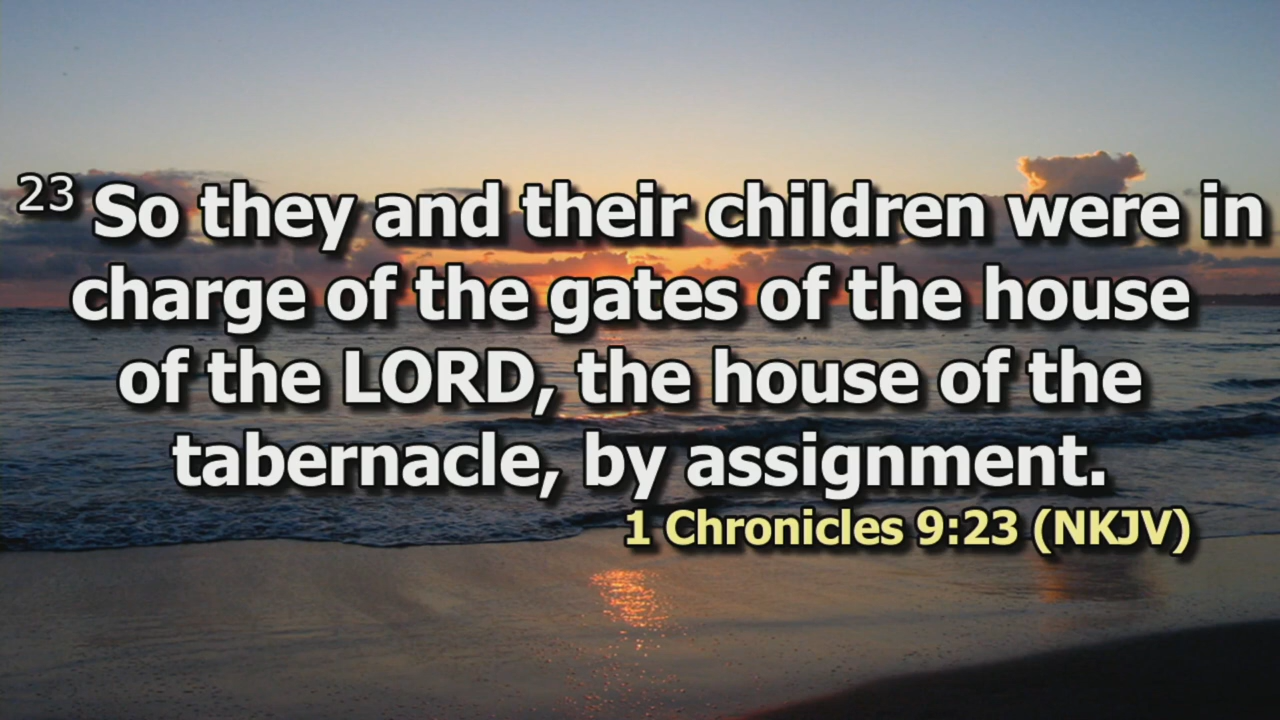 23 So they and their children were in
charge of the gates of the house
of the LORD, the house of the
tabernacle, by assignment.
1 Chronicles 9:23 (NKJV)